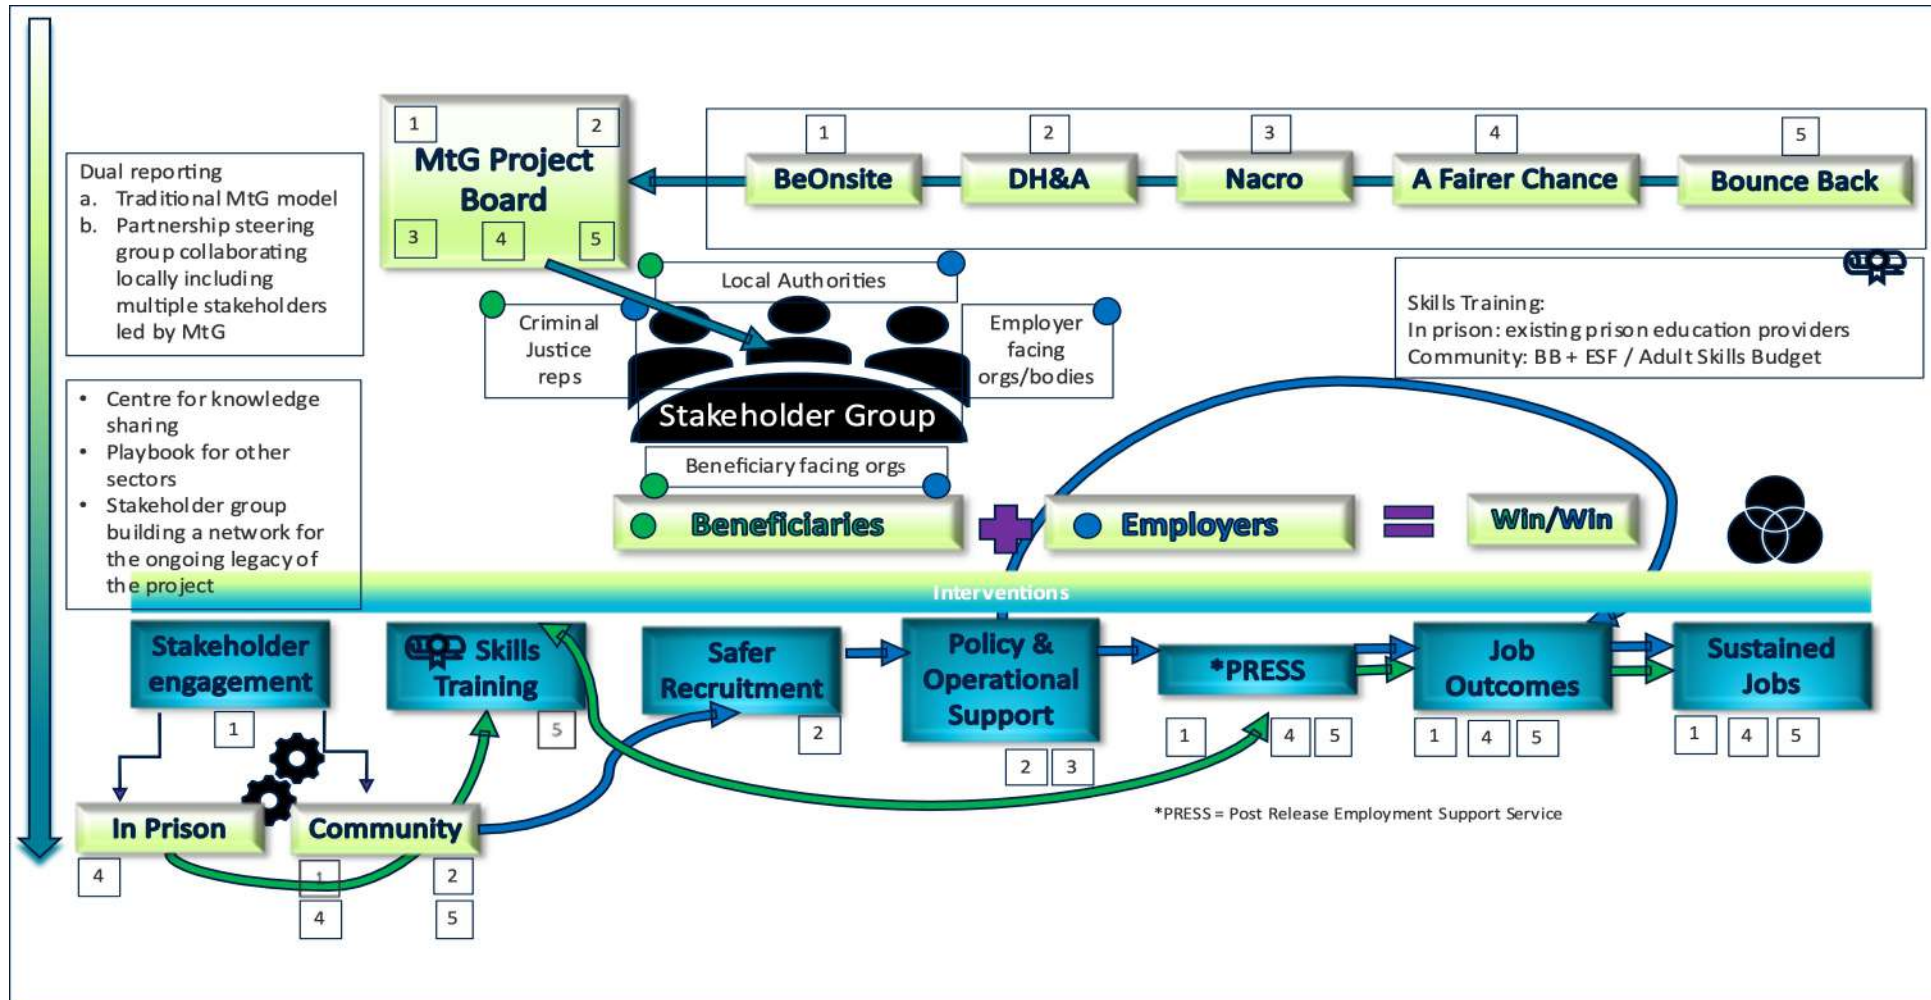 1
2
MtG Project
Board
3
4
5
1
2
3
4
5
BeOnsite
DH&A
Nacro
A Fairer Chance
Bounce Back
Dual reporting
a. Traditional MtG model
b. Partnership steering
group collaborating
locally including
multiple stakeholders
led by MtG
Local Authorities
Criminal
Justice
reps
Employer
facing
orgs/bodies
Stakeholder Group
Beneficiary facing orgs
Skills Training:
In prison: existing prison education providers
Community: BB + ESF / Adult Skills Budget
• Centre for knowledge
sharing
• Playbook for other
sectors
• Stakeholder group
building a network for
the ongoing legacy of
the project
Beneficiaries
Employers
Win/Win
Interventions
Stakeholder
engagement
1
Skills
Training
5
Safer
Recruitment
2
Policy &
Operational
Support
2
3
*PRESS
1
4
5
Job
Outcomes
1
4
5
Sustained
Jobs
1
4
5
In Prison
4
Community
1
2
4
5
*PRESS = Post Release Employment Support Service